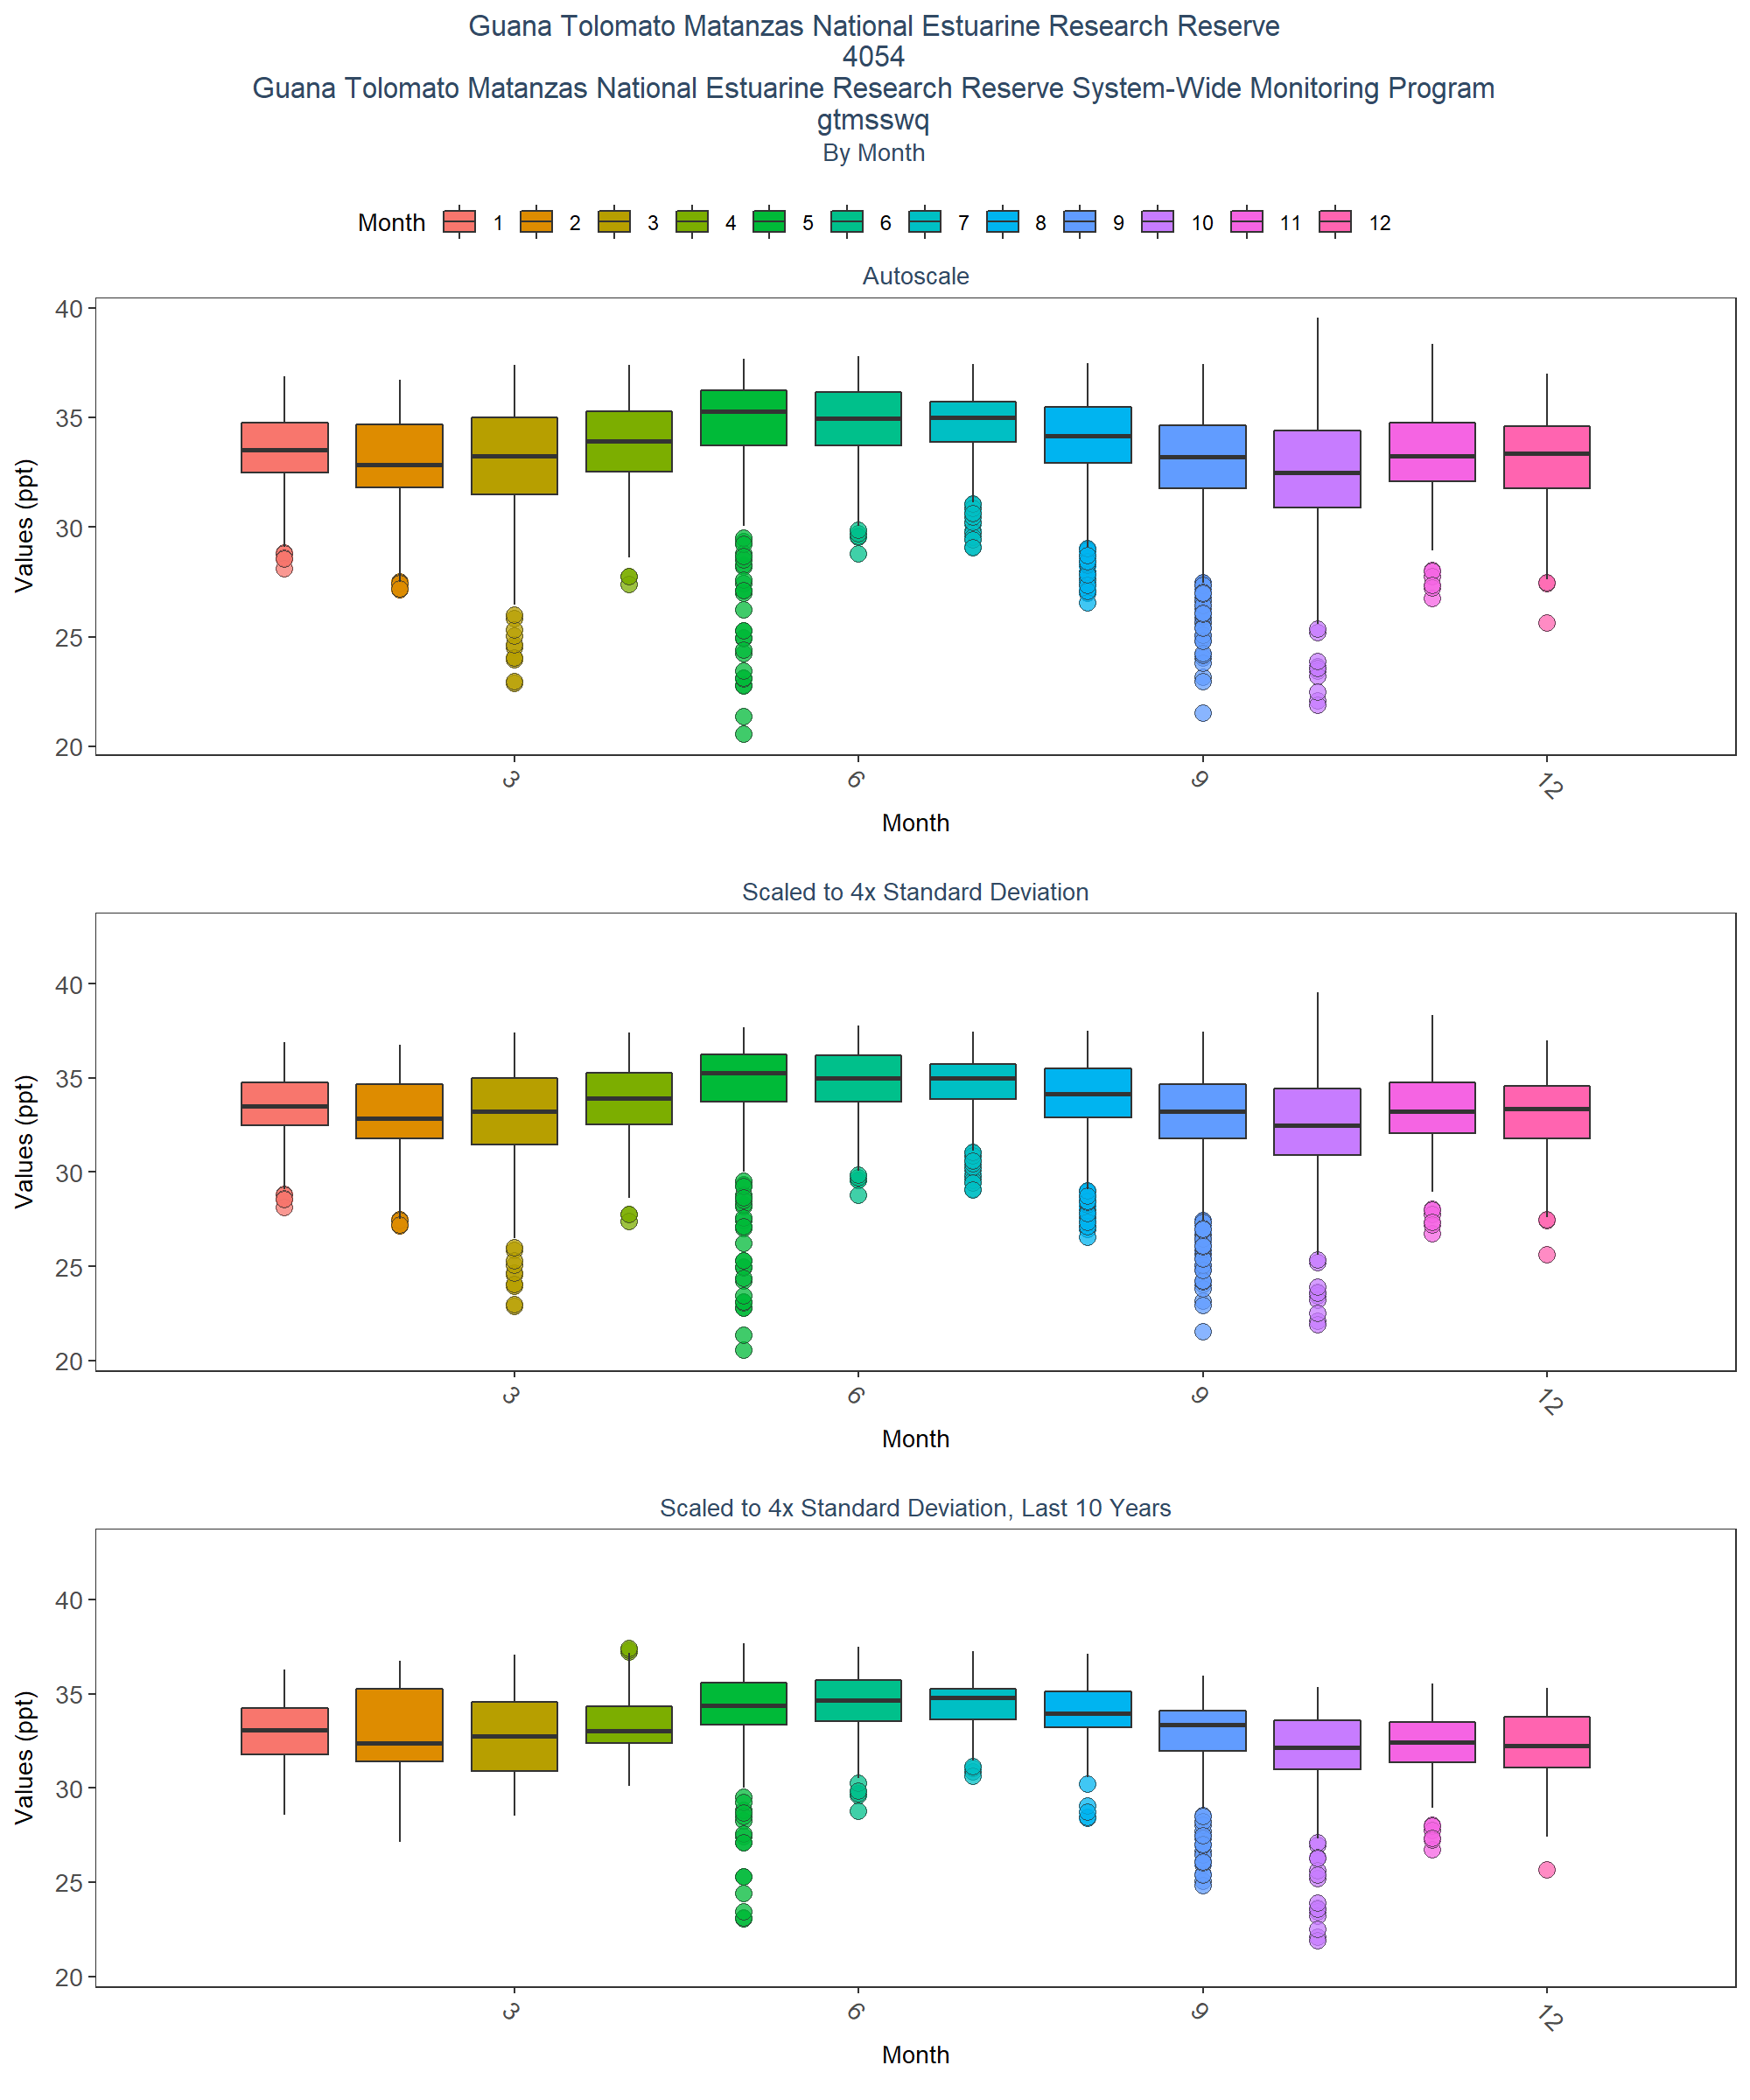 Guana Tolomato Matanzas National Estuarine Research Reserve
4054
Guana Tolomato Matanzas National Estuarine Research Reserve System-Wide Monitoring Program
gtmsswq
By Month
Month 1 2 3 4 5 6 7 8 9 10 11 12
Autoscale
Values (ppt)
40
35
30
25
20
3 6 9 12
Month
Scaled to 4x Standard Deviation
Values (ppt)
40
35
30
25
20
3 6 9 12
Month
Scaled to 4x Standard Deviation, Last 10 Years
Values (ppt)
40
35
30
25
20
3 6 9 12
Month